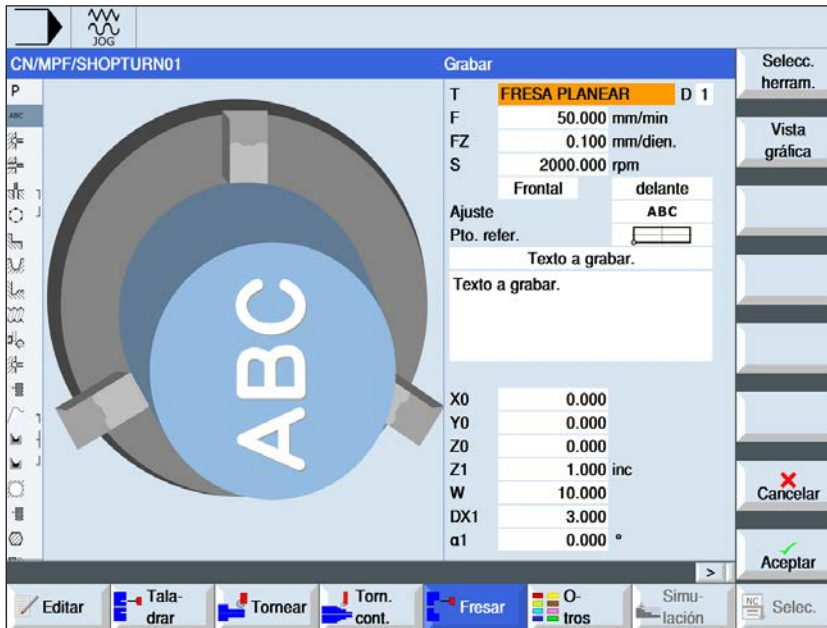 JOG
CN/MPF/SHOPTURN01
Grabar
P
ABC
ABC
T FRESA PLANEAR D 1
F 50.000 mm/min
FZ 0.100 mm/dien.
S 2000.000 rpm
Frontal delante
Ajuste ABC
Pto. refer.
Texto a grabar.
Texto a grabar.
X0 0.000
Y0 0.000
Z0 0.000
Z1 1.000 inc
W 10.000
DX1 3.000
α1 0.000 °
>
Selecc.
herram.
Vista
gráfica
Cancelar
Aceptar
Editar
Tala-
drar
Tornear
Torn.
cont.
Fresar
O-
tros
Simu-
lación
NC
Selec.